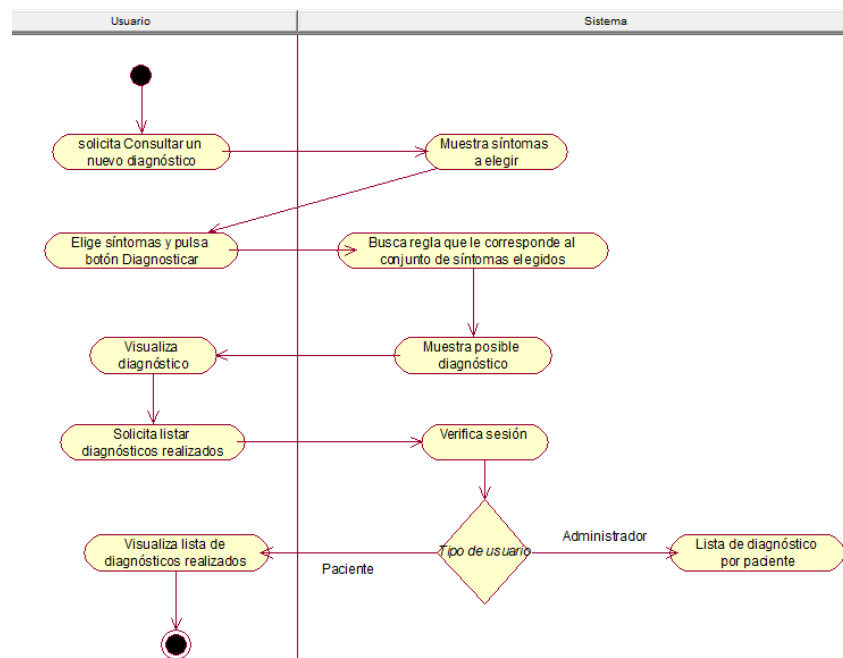 Usuario
Sistema
solicita Consultar un
nuevo diagnóstico
Muestra síntomas
a elegir
Elige síntomas y pulsa
botón Diagnosticar
Busca regla que le corresponde al
conjunto de síntomas elegidos
Visualiza
diagnóstico
Muestra posible
diagnóstico
Solicita listar
diagnósticos realizados
Verifica sesión
Visualiza lista de
diagnósticos realizados
Paciente
Tipo de usuario
Administrador
Lista de diagnóstico
por paciente